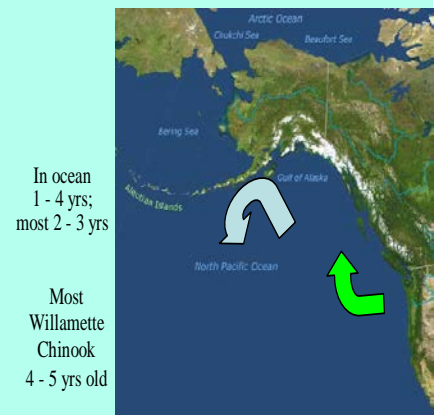 Arctic Ocean
Chukchi Sea
Beaufort Sea
Bering Sea
In ocean
1 - 4 yrs;
most 2 - 3 yrs
Gulf of Alaska
Aleutian Islands
North Pacific Ocean
Most
Willamette
Chinook
4 - 5 yrs old